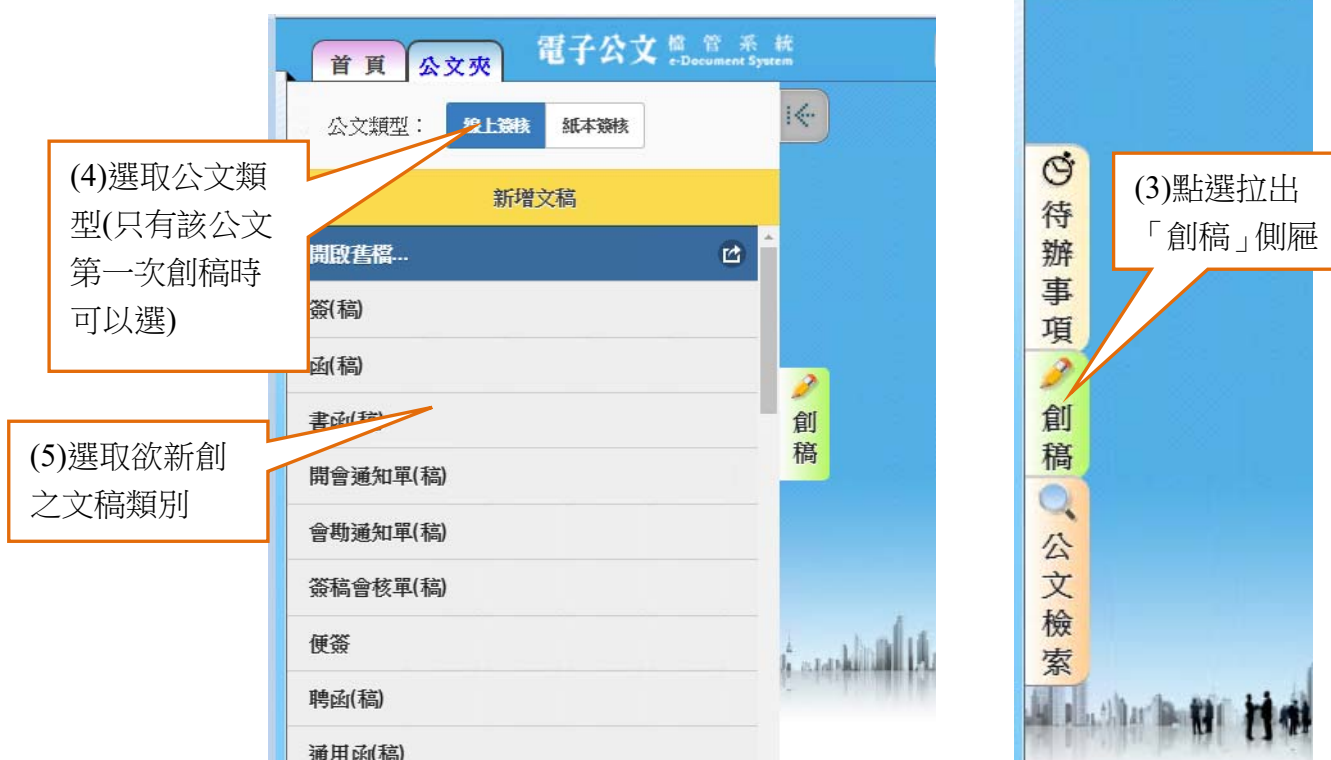 首頁
公文夾
電子公文 檔管系統
e-Document System
公文類型：
線上簽核
紙本簽核
新增文稿
開啟舊檔...
簽(稿)
函(稿)
書函(稿)
開會通知單(稿)
會勘通知單(稿)
簽稿會核單(稿)
便簽
聘函(稿)
通用函(稿)
創稿
(4)選取公文類
型(只有該公文
第一次創稿時
可以選)
(5)選取欲新創
之文稿類別
待辦事項
創稿
公文檢索
(3)點選拉出
「創稿」側屜